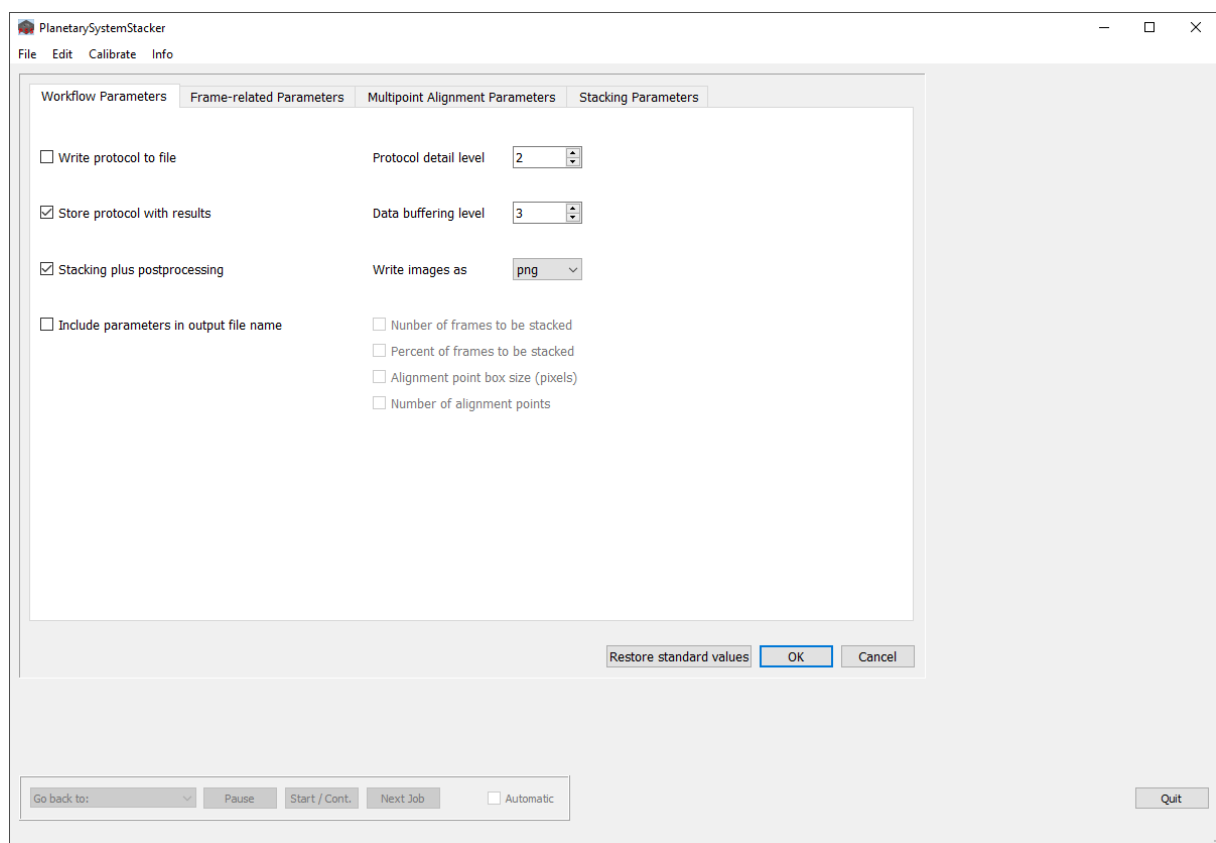 PlanetarySystemStacker
File Edit Calibrate Info
Workflow Parameters Frame-related Parameters Multipoint Alignment Parameters Stacking Parameters
Write protocol to file Protocol detail level 2
Store protocol with results Data buffering level 3
Stacking plus postprocessing Write images as png
Include parameters in output file name Nunber of frames to be stacked
Percent of frames to be stacked
Alignment point box size (pixels)
Number of alignment points
Restore standard values OK Cancel
Go back to: Pause Start / Cont. Next Job Automatic Quit